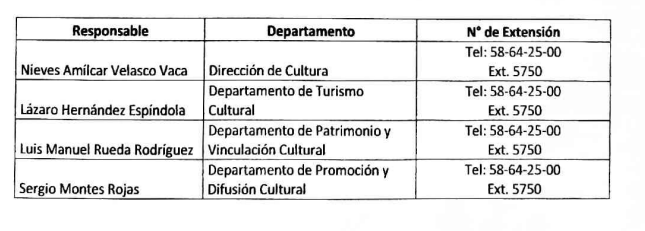 Responsable Departamento N° de Extensión
Tel: 58-64-25-00
Nieves Amílcar Velasco Vaca Dirección de Cultura Ext. 5750
Departamento de Turismo Tel: 58-64-25-00
Lázaro Hernández Espíndola Cultural Ext. 5750
Departamento de Patrimonio y Tel: 58-64-25-00
Luis Manuel Rueda Rodríguez Vinculación Cultural Ext. 5750
Departamento de Promoción y Tel: 58-64-25-00
Sergio Montes Rojas Difusión Cultural Ext. 5750